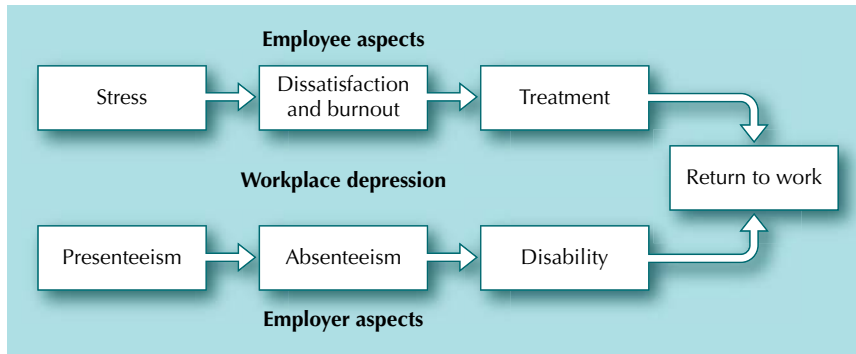 Employee aspects
Stress
Dissatisfaction
and burnout
Treatment
Workplace depression
Return to work
Presenteeism
Absenteeism
Disability
Employer aspects